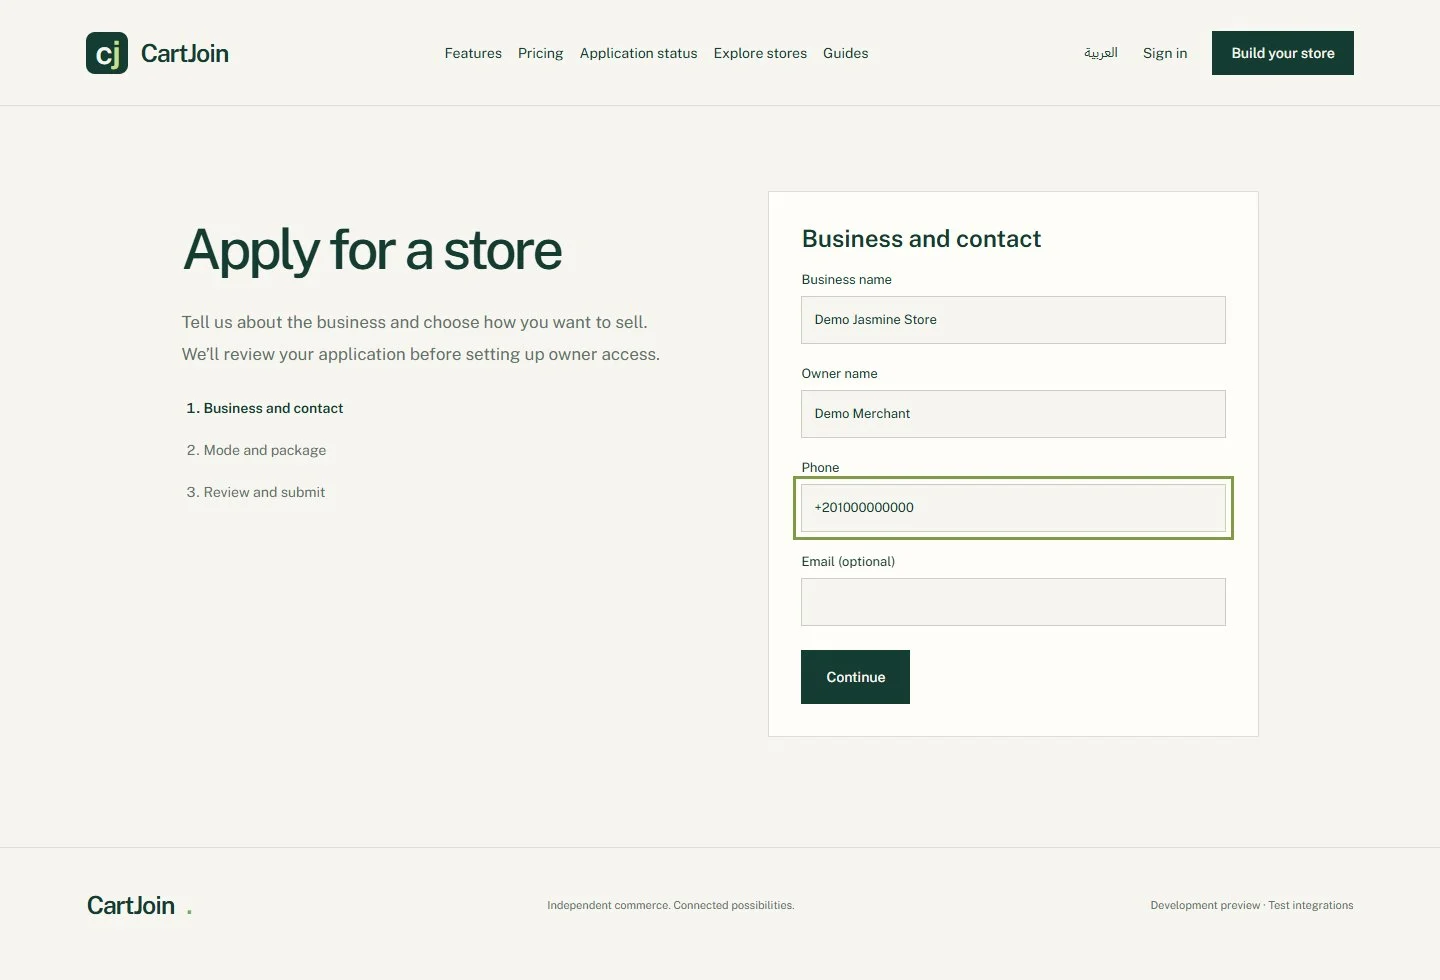 cj CartJoin
Features Pricing Application status Explore stores Guides
العربية Sign in Build your store
Apply for a store
Tell us about the business and choose how you want to sell.
We’ll review your application before setting up owner access.
1. Business and contact
2. Mode and package
3. Review and submit
Business and contact
Business name
Demo Jasmine Store
Owner name
Demo Merchant
Phone
+201000000000
Email (optional)
Continue
CartJoin .
Independent commerce. Connected possibilities.
Development preview · Test integrations